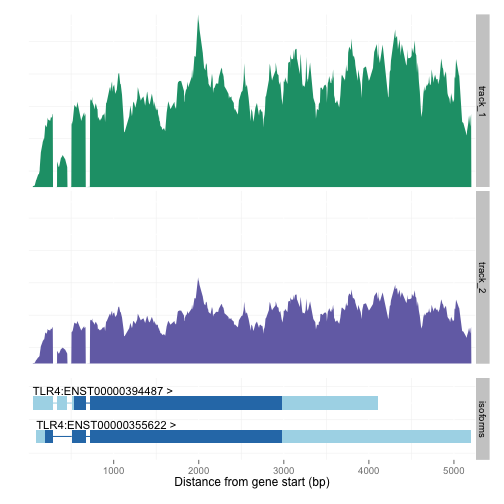 track_1
track_2
isoforms
TLR4:ENST00000394487 >
TLR4:ENST00000355622 >
1000 2000 3000 4000 5000
Distance from gene start (bp)